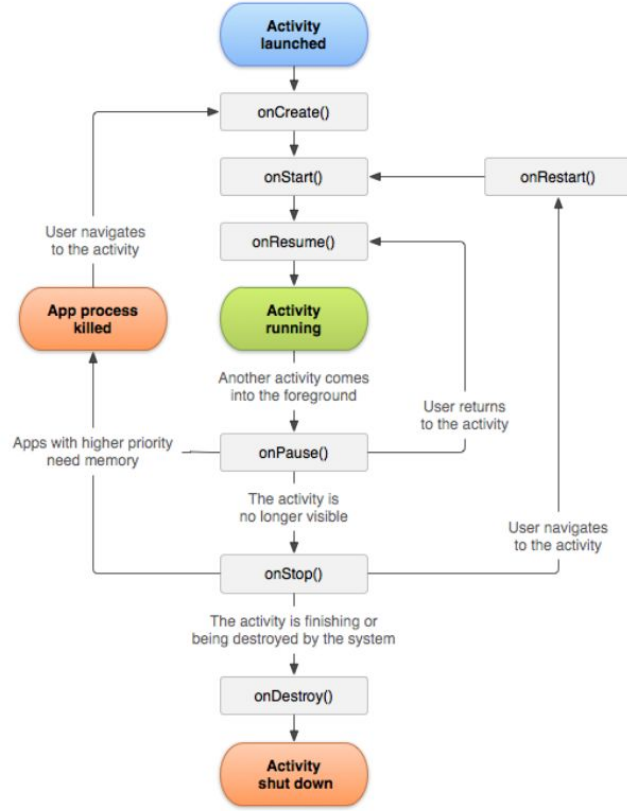 Activity
launched
onCreate()
onStart()
onRestart()
onResume()
User navigates
to the activity
App process
killed
Activity
running
Another activity comes
into the foreground
User returns
to the activity
Apps with higher priority
need memory
onPause()
The activity is
no longer visible
User navigates
to the activity
onStop()
The activity is finishing or
being destroyed by the system
onDestroy()
Activity
shut down